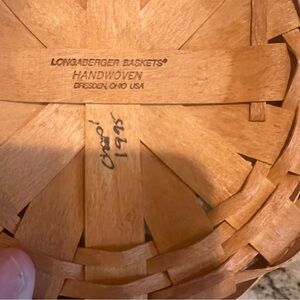 LONGABERGER BASKETS®
HANDWOVEN
DRESDEN, OHIO USA
1995